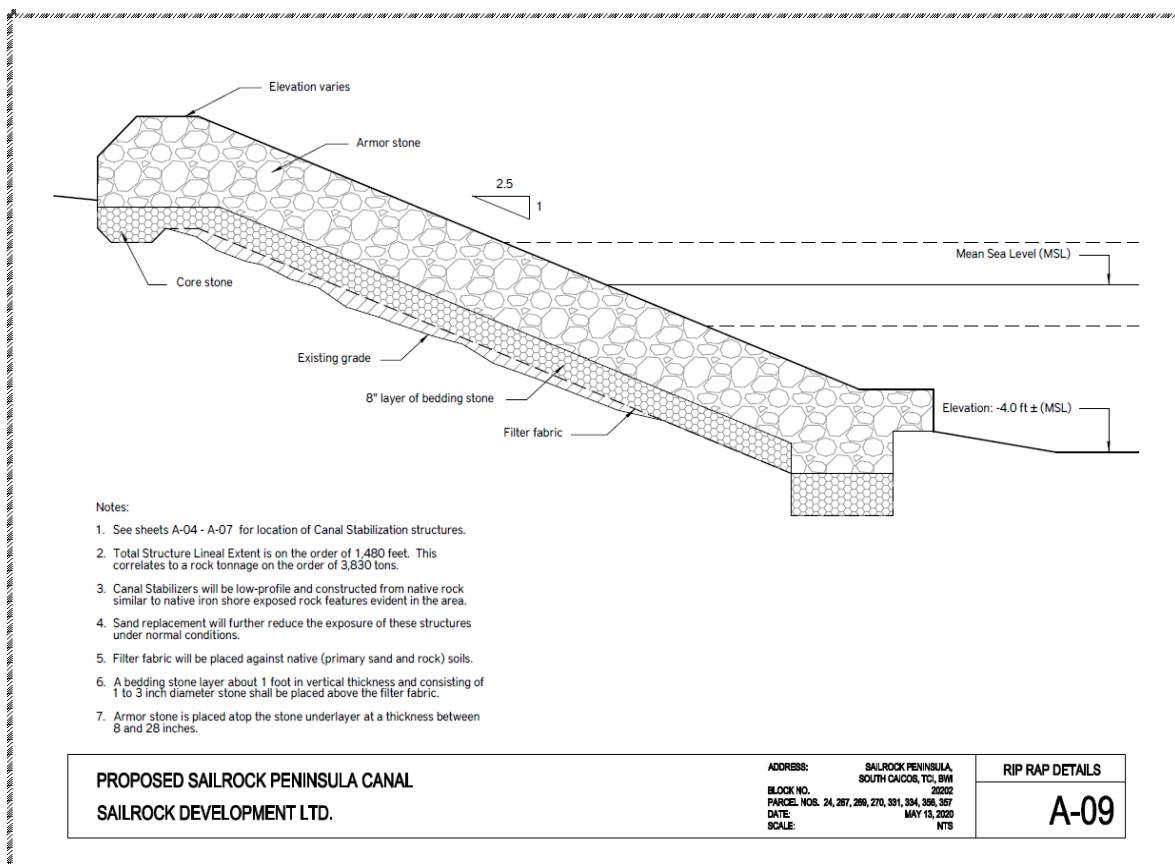 Elevation varies
Armor stone
2.5
1
Mean Sea Level (MSL)
Core stone
Existing grade
8" layer of bedding stone
Elevation: -4.0 ft ± (MSL)
Filter fabric
Notes:
1. See sheets A-04 - A-07 for location of Canal Stabilization structures.
2. Total Structure Lineal Extent is on the order of 1,480 feet. This
correlates to a rock tonnage on the order of 3,830 tons.
3. Canal Stabilizers will be low-profile and constructed from native rock
similar to native iron shore exposed rock features evident in the area.
4. Sand replacement will further reduce the exposure of these structures
under normal conditions.
5. Filter fabric will be placed against native (primary sand and rock) soils.
6. A bedding stone layer about 1 foot in vertical thickness and consisting of
1 to 3 inch diameter stone shall be placed above the filter fabric.
7. Armor stone is placed atop the stone underlayer at a thickness between
8 and 28 inches.
PROPOSED SAILROCK PENINSULA CANAL
SAILROCK DEVELOPMENT LTD.
ADDRESS: SAILROCK PENINSULA,
SOUTH CAICOS, TCI, BWI
BLOCK NO. 20202
PARCEL NOS. 24, 267, 269, 270, 331, 334, 356, 357
DATE: MAY 13, 2020
SCALE: NTS
RIP RAP DETAILS
A-09